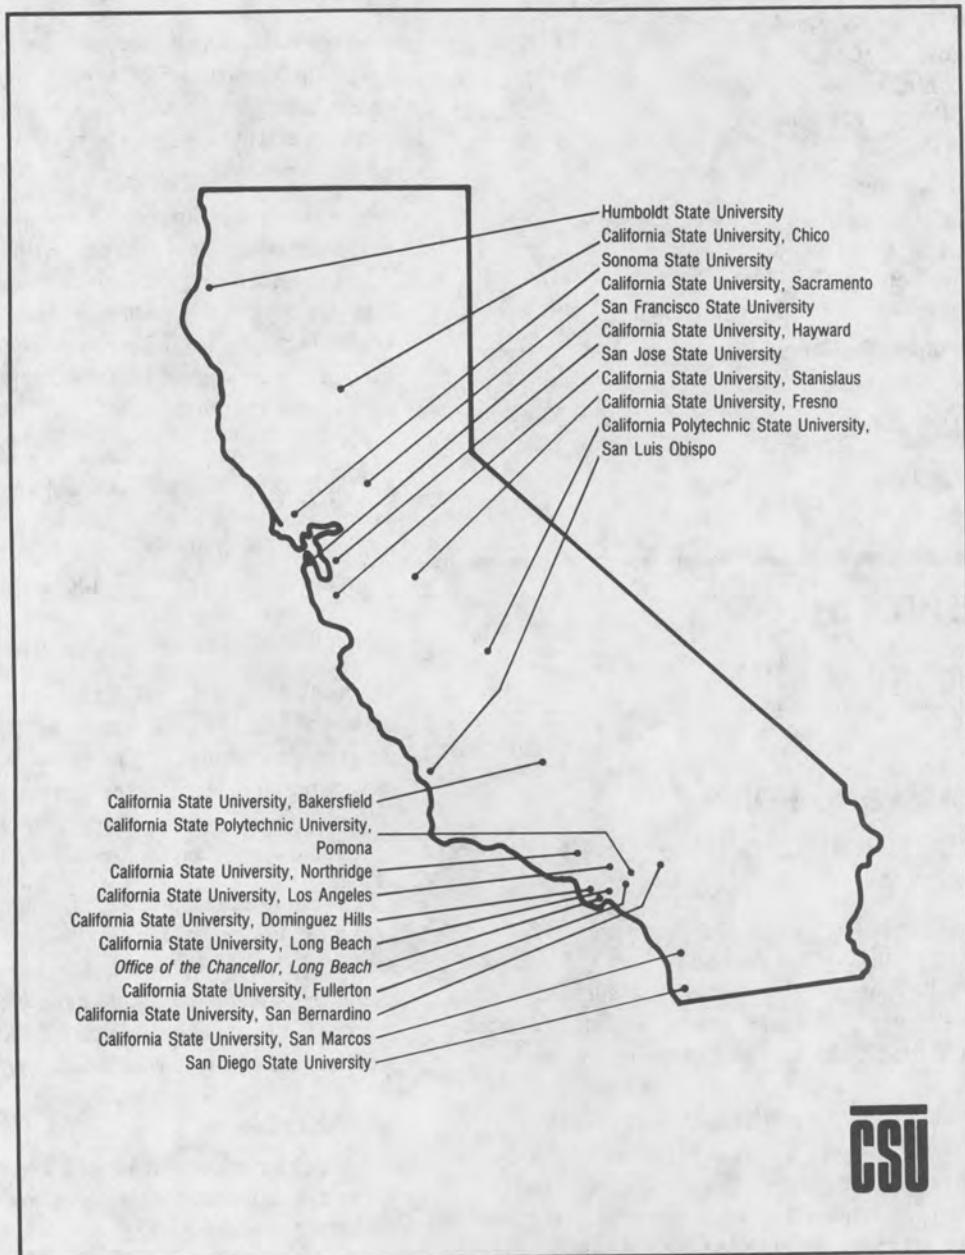 Humboldt State University
California State University, Chico
Sonoma State University
California State University, Sacramento
San Francisco State University
California State University, Hayward
San Jose State University
California State University, Stanislaus
California State University, Fresno
California Polytechnic State University,
San Luis Obispo
California State University, Bakersfield
California State Polytechnic University,
Pomona
California State University, Northridge
California State University, Los Angeles
California State University, Dominguez Hills
California State University, Long Beach
Office of the Chancellor, Long Beach
California State University, Fullerton
California State University, San Bernardino
California State University, San Marcos
San Diego State University
CSU